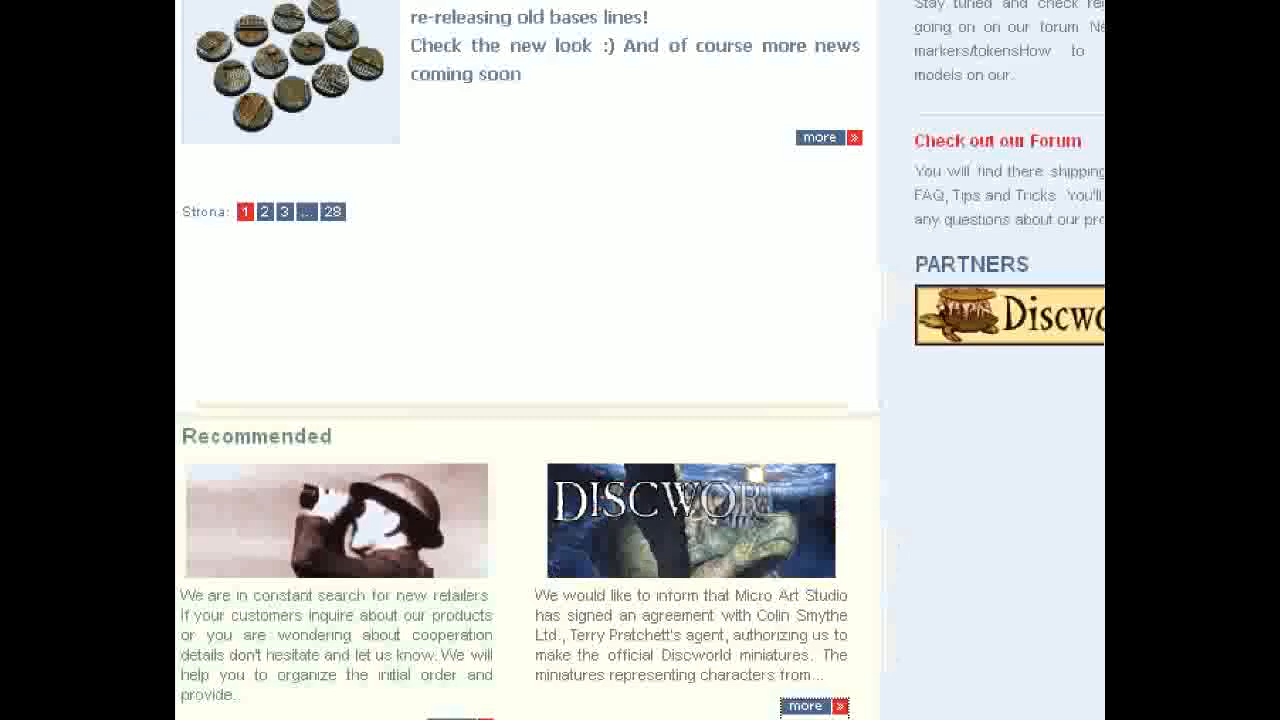 re-releasing old bases lines!
Check the new look :) And of course more news
coming soon
more »
Strona: 1 2 3 ... 28
Stay tuned and check
going on on our forum
markers/tokensHow to
models on our.
Check out our Forum
You will find there shipping
FAQ, Tips and Tricks You'll
any questions about our
PARTNERS
Recommended
We are in constant search for new retailers.
If your customers inquire about our products
or you are wondering about cooperation
details don't hesitate and let us know. We will
help you to organize the initial order and
provide...
DISCWOR
We would like to inform that Micro Art Studio
has signed an agreement with Colin Smythe
Ltd., Terry Pratchett's agent, authorizing us to
make the official Discworld miniatures. The
miniatures representing characters from...
more »